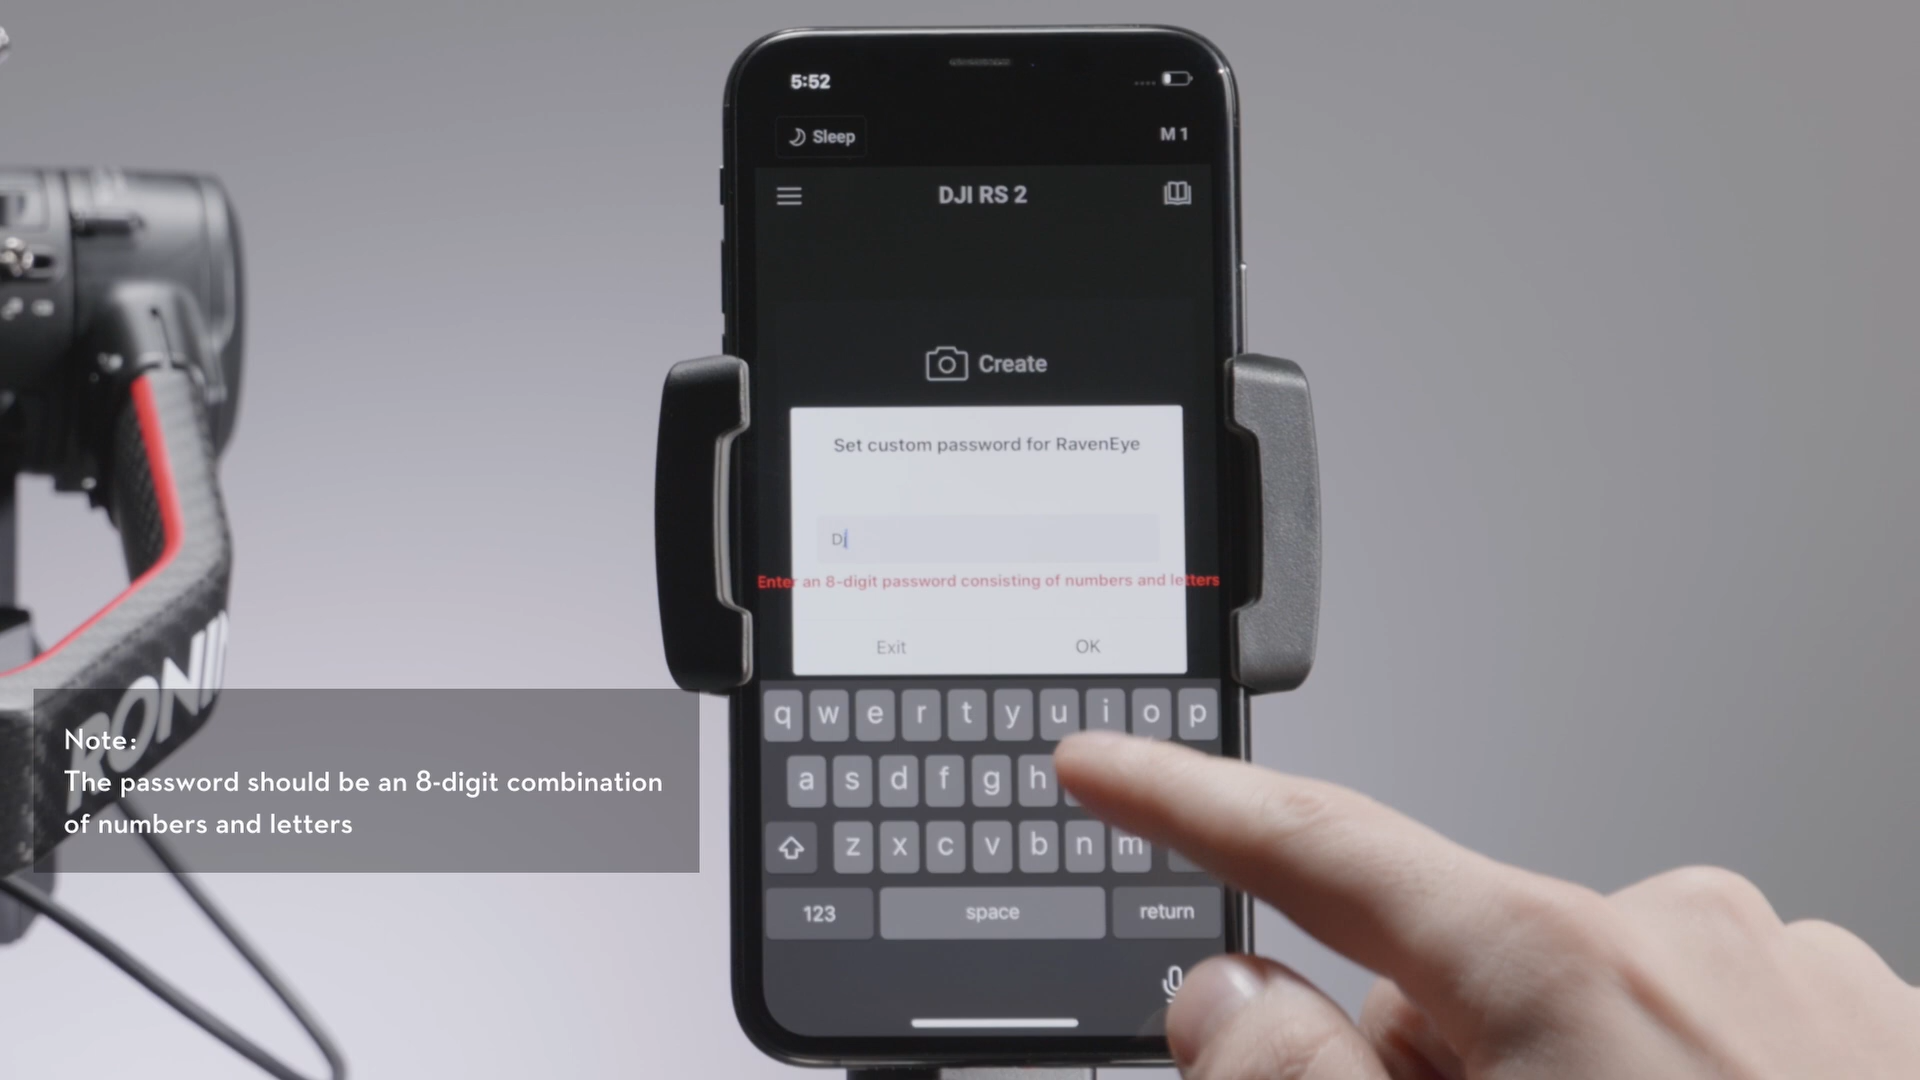 5:52
Sleep
M 1
DJI RS 2
Create
Set custom password for RavenEye
Dj
Enter an 8-digit password consisting of numbers and letters
Exit
OK
q w e r t y u i o p
a s d f g h
z x c v b n m
123
space
return
RONIN
Note:
The password should be an 8-digit combination
of numbers and letters